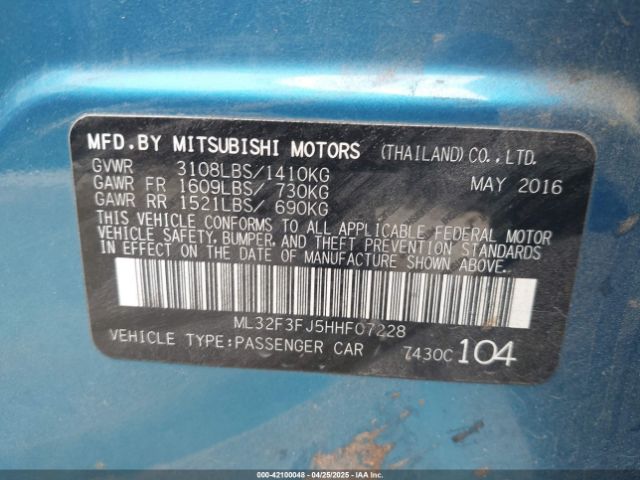 MFD.BY MITSUBISHI MOTORS (THAILAND) CO.,LTD.
GVWR 3108LBS/1410KG MAY 2016
GAWR FR 1609LBS/ 730KG
GAWR RR 1521LBS/ 690KG
THIS VEHICLE CONFORMS TO ALL APPLICABLE FEDERAL MOTOR
VEHICLE SAFETY, BUMPER, AND THEFT PREVENTION STANDARDS
IN EFFECT ON THE DATE OF MANUFACTURE SHOWN ABOVE.
ML32F3FJ5HHF07228
VEHICLE TYPE:PASSENGER CAR 7430C 104
000-42100048 - 04/25/2025 - IAAI.COM